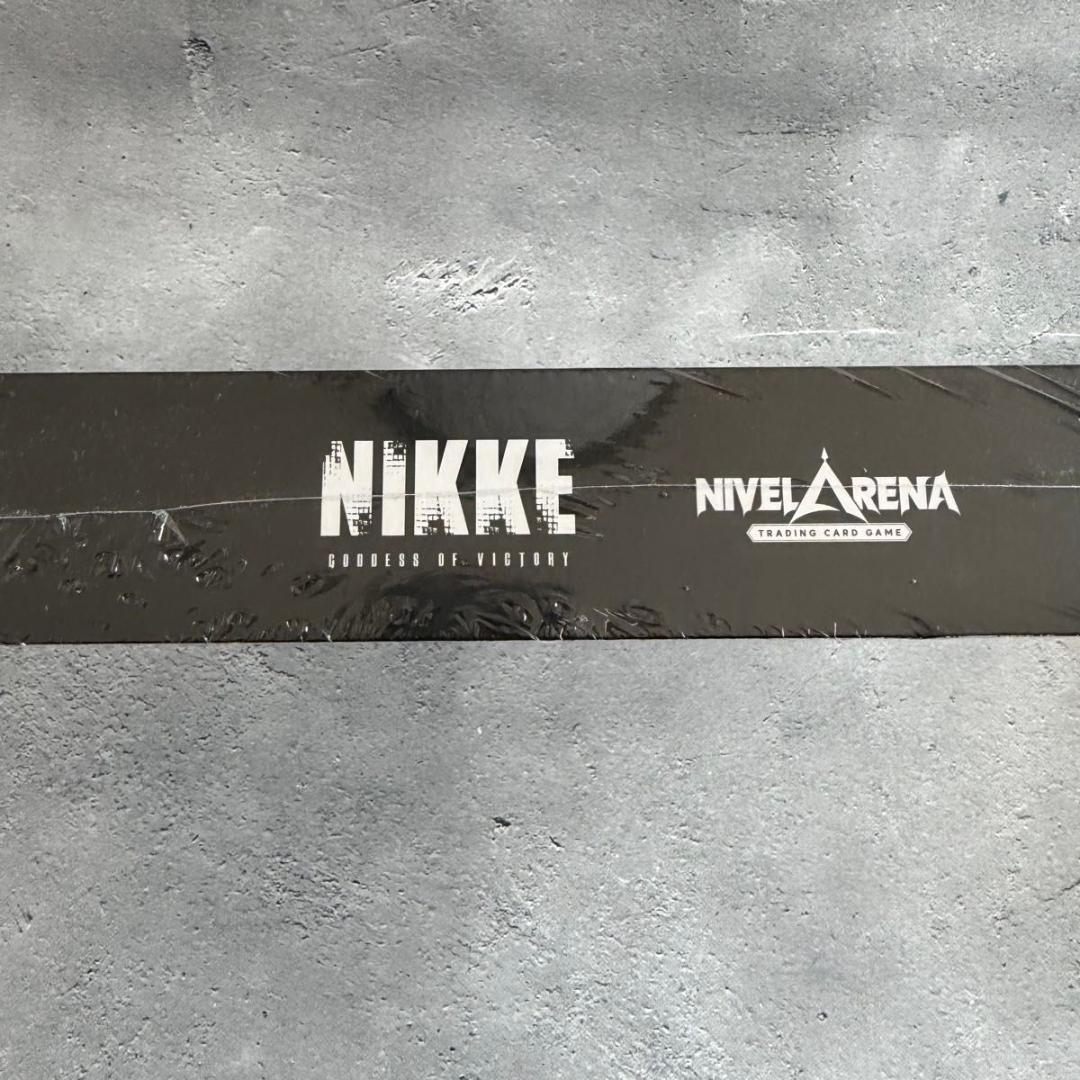 NIKKE
GODDESS OF VICTORY
NIVEL ARENA
TRADING CARD GAME